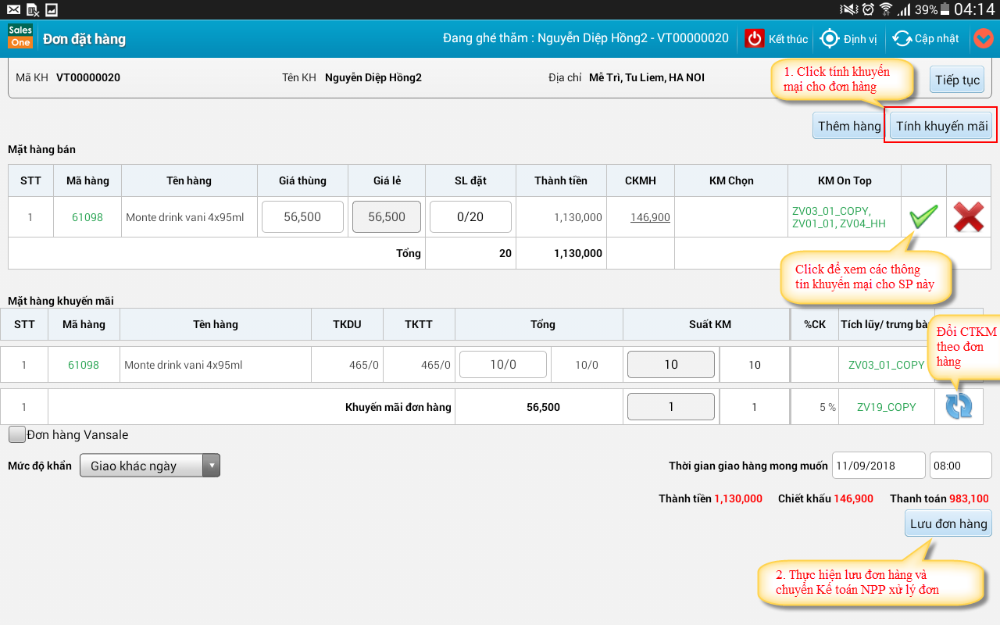 39% 04:14
Sales One
Đơn đặt hàng
Đang ghé thăm : Nguyễn Diệp Hồng2 - VT00000020
Kết thúc
Định vị
Cập nhật
Mã KH VT00000020
Tên KH Nguyễn Diệp Hồng2
Địa chỉ Mễ Trì, Tu Liem, HA NOI
1. Click tính khuyến
mại cho đơn hàng
Tiếp tục
Thêm hàng
Tính khuyến mãi
Mặt hàng bán
STT Mã hàng Tên hàng Giá thùng Giá lẻ SL đặt Thành tiền CKMH KM Chọn KM On Top
1 61098 Monte drink vani 4x95ml 56,500 56,500 0/20 1,130,000 146,900 ZV03_01_COPY,
ZV01_01, ZV04_HH
Tổng 20 1,130,000
Click để xem các thông
tin khuyến mại cho SP này
Mặt hàng khuyến mãi
STT Mã hàng Tên hàng TKDU TKTT Tổng Suất KM %CK Tích lũy/ trưng bà
Đổi CTKM
theo đơn
hàng
1 61098 Monte drink vani 4x95ml 465/0 465/0 10/0 10/0 10 10 ZV03_01_COPY
1 Khuyến mãi đơn hàng 56,500 1 1 5 % ZV19_COPY
Đơn hàng Vansale
Mức độ khẩn Giao khác ngày
Thời gian giao hàng mong muốn 11/09/2018 08:00
Thành tiền 1,130,000 Chiết khấu 146,900 Thanh toán 983,100
Lưu đơn hàng
2. Thực hiện lưu đơn hàng và
chuyển Kế toán NPP xử lý đơn